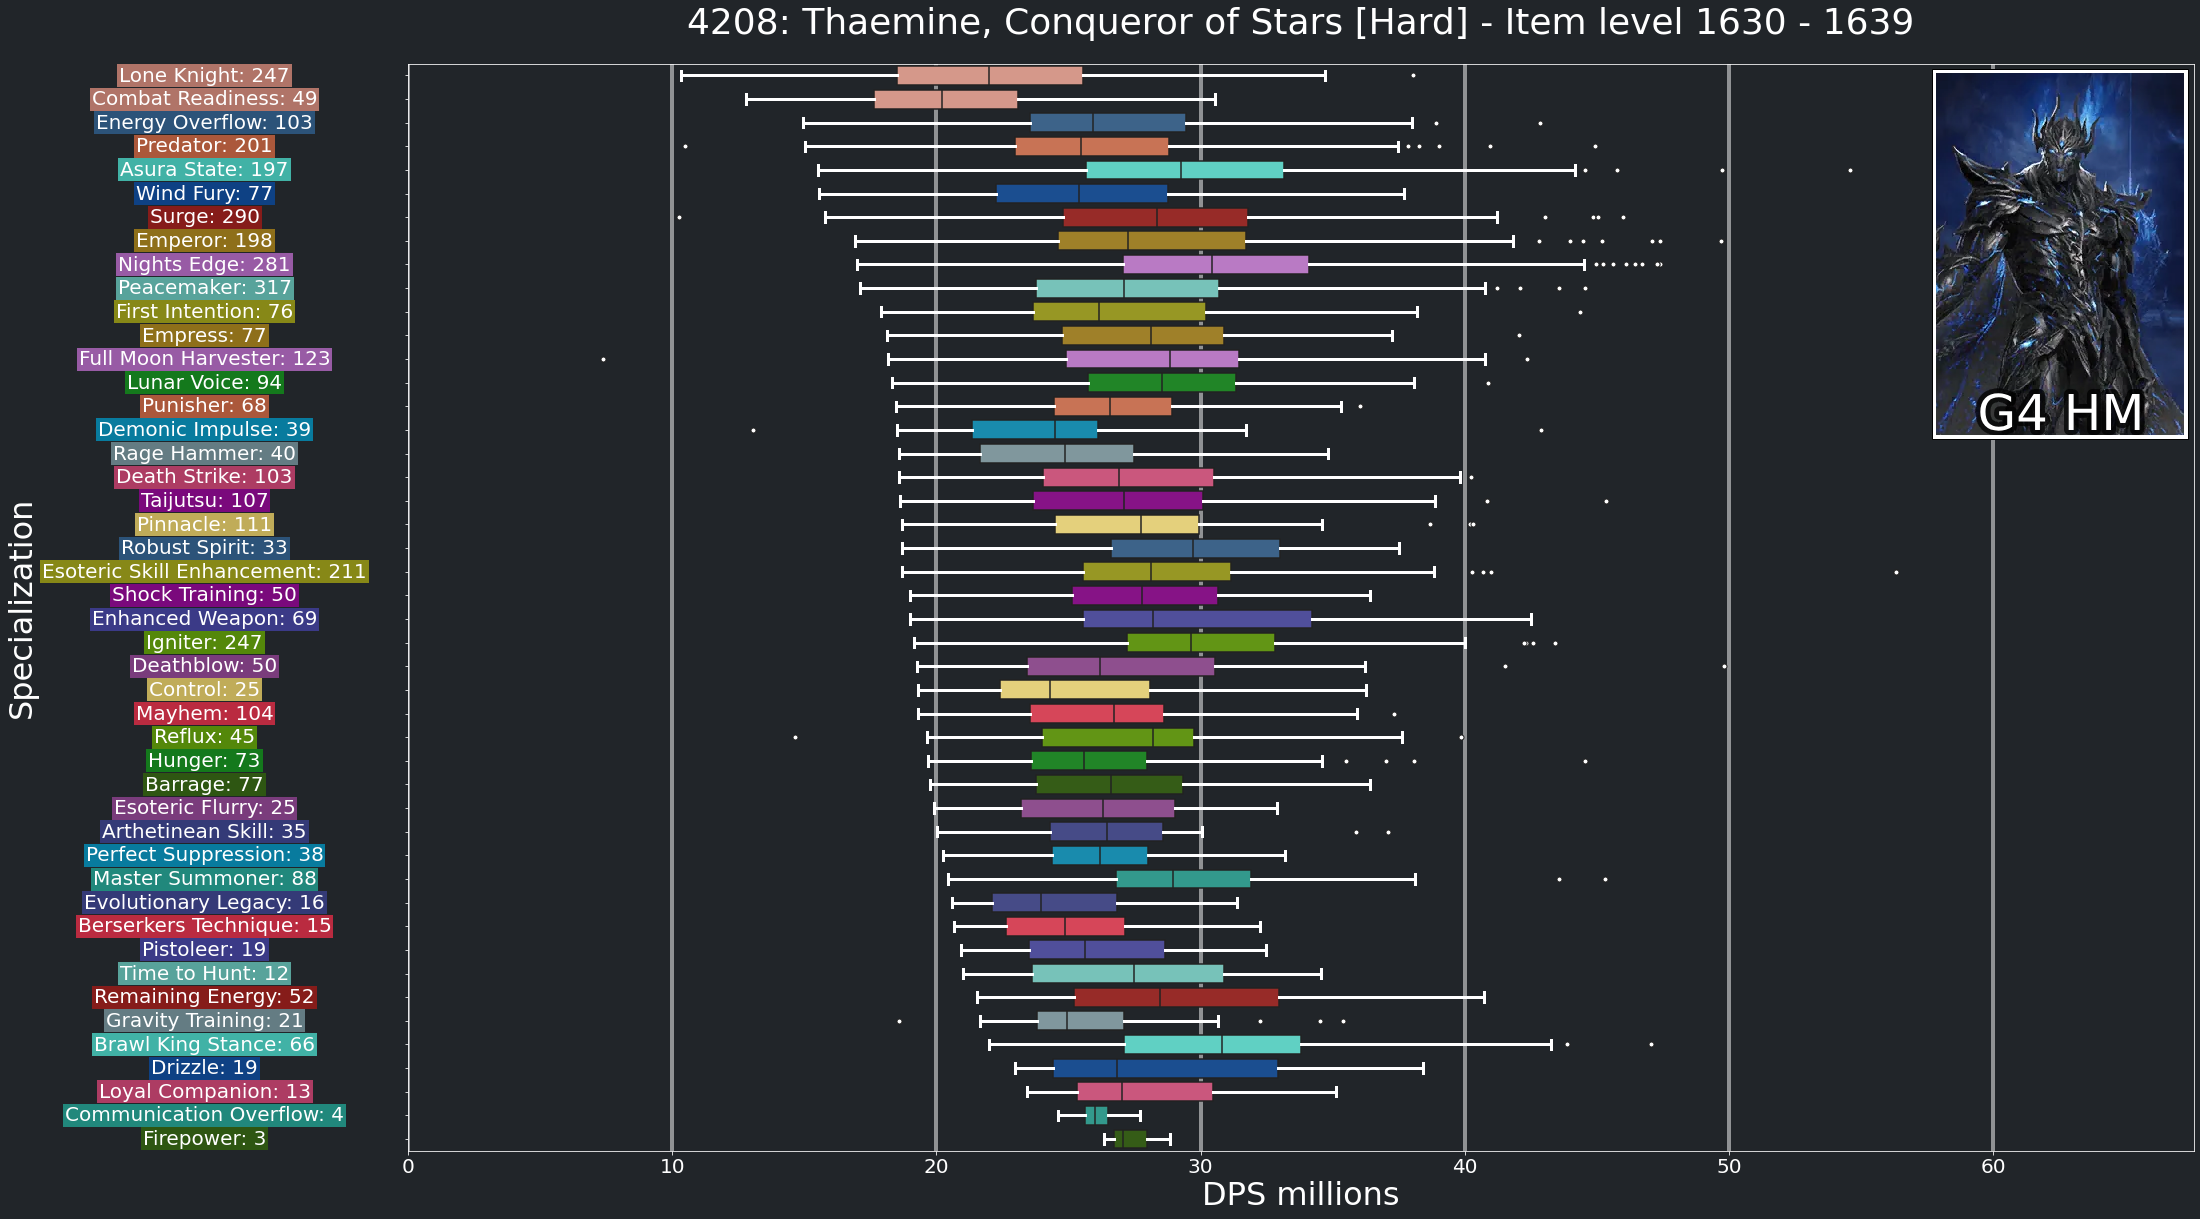 4208: Thaemine, Conqueror of Stars [Hard] - Item level 1630 - 1639
Lone Knight: 247
Combat Readiness: 49
Energy Overflow: 103
Predator: 201
Asura State: 197
Wind Fury: 77
Surge: 290
Emperor: 198
Nights Edge: 281
Peacemaker: 317
First Intention: 76
Empress: 77
Full Moon Harvester: 123
Lunar Voice: 94
Punisher: 68
Demonic Impulse: 39
Rage Hammer: 40
Death Strike: 103
Taijutsu: 107
Pinnacle: 111
Robust Spirit: 33
Esoteric Skill Enhancement: 211
Shock Training: 50
Enhanced Weapon: 69
Igniter: 247
Deathblow: 50
Control: 25
Mayhem: 104
Reflux: 45
Hunger: 73
Barrage: 77
Esoteric Flurry: 25
Arthetinean Skill: 35
Perfect Suppression: 38
Master Summoner: 88
Evolutionary Legacy: 16
Berserkers Technique: 15
Pistoleer: 19
Time to Hunt: 12
Remaining Energy: 52
Gravity Training: 21
Brawl King Stance: 66
Drizzle: 19
Loyal Companion: 13
Communication Overflow: 4
Firepower: 3
Specialization
G4 HM
0 10 20 30 40 50 60
DPS millions